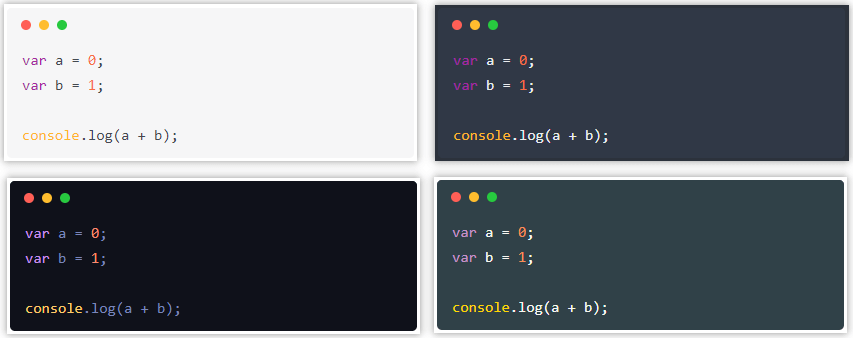 var a = 0;
var b = 1;
console.log(a + b);
var a = 0;
var b = 1;
console.log(a + b);
var a = 0;
var b = 1;
console.log(a + b);
var a = 0;
var b = 1;
console.log(a + b);